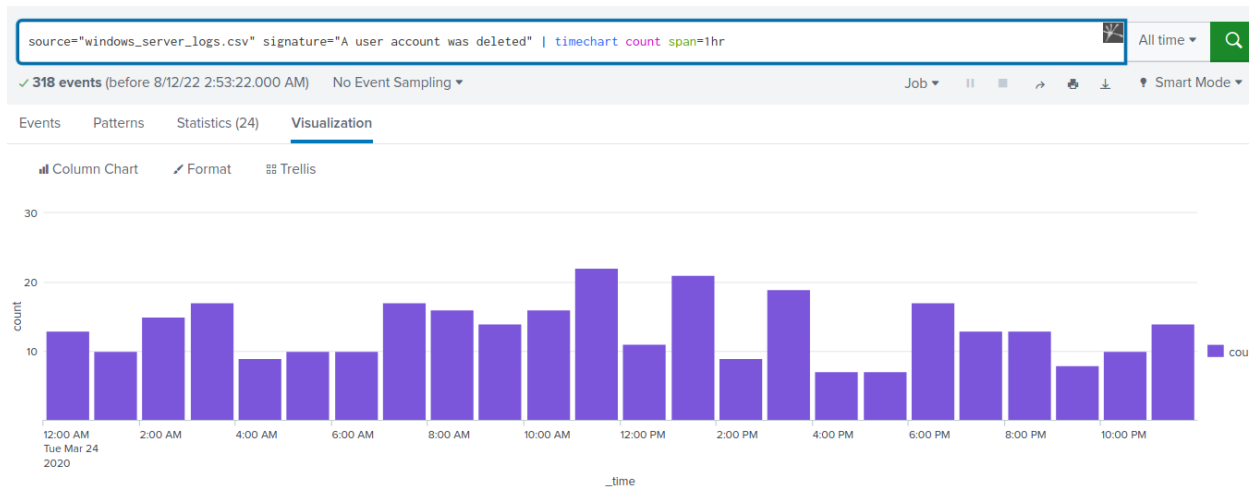 source="windows_server_logs.csv" signature="A user account was deleted" | timechart count span=1hr
All time
318 events (before 8/12/22 2:53:22.000 AM) No Event Sampling
Job
Smart Mode
Events Patterns Statistics (24) Visualization
Column Chart Format Trellis
30
20
10
count
cou
12:00 AM 2:00 AM 4:00 AM 6:00 AM 8:00 AM 10:00 AM 12:00 PM 2:00 PM 4:00 PM 6:00 PM 8:00 PM 10:00 PM
Tue Mar 24
2020
_time